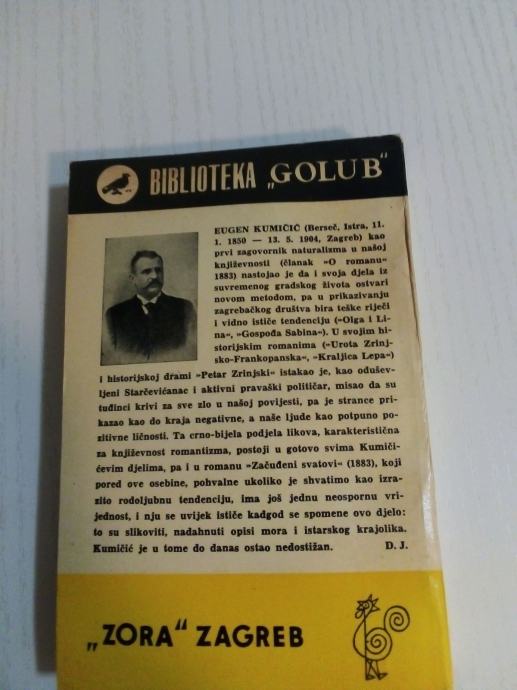 BIBLIOTEKA „GOLUB“
EUGEN KUMIČIĆ (Berseč, Istra, 11.
1. 1850 — 13. 5. 1904, Zagreb) kao
prvi zagovornik naturalizma u našoj
književnosti (članak »O romanu«
1883) nastojao je da i svoja djela iz
suvremenog gradskog života ostvari
novom metodom, pa u prikazivanju
zagrebačkog društva bira teške riječi
i vidno ističe tendenciju (»Olga i Li-
na«, »Gospođa Sabina«). U svojim hi-
storijskim romanima (»Urota Zrinj-
sko-Frankopanska«, »Kraljica Lepa«)
i historijskoj drami »Petar Zrinjski« istakao je, kao odušev-
ljeni Starčevićanac i aktivni pravaški političar, misao da su
tuđinci krivi za sve zlo u našoj povijesti, pa je strance pri-
kazao kao do kraja negativne, a naše ljude kao potpuno po-
zitivne ličnosti. Ta crno-bijela podjela likova, karakteristična
za književnost romantizma, postoji u gotovo svima Kumiči-
ćevim djelima, pa i u romanu »Začuđeni svatovi« (1883), koji
pored ove osebine, pohvalne ukoliko je shvatimo kao izra-
zito rodoljubnu tendenciju, ima još jednu neospornu vri-
jednost, i nju se uvijek ističe kadgod se spomene ovo djelo:
to su slikoviti, nadahnuti opisi mora i istarskog krajolika.
Kumičić je u tome do danas ostao nedostižan. D. J.
„ZORA“ ZAGREB